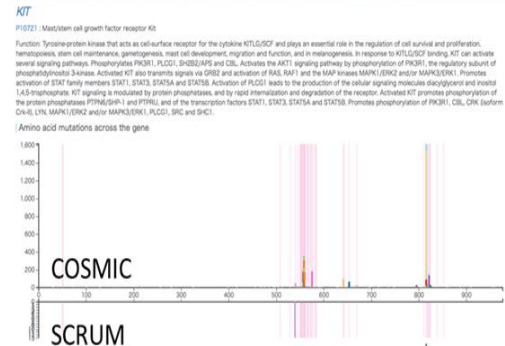 KIT
P10721 : Mast/stem cell growth factor receptor Kit
Function: Tyrosine-protein kinase that acts as cell-surface receptor for the cytokine KITLG/SCF and plays an essential role in the regulation of cell survival and proliferation,
hematopoiesis, stem cell maintenance, gametogenesis, mast cell development, migration and function, and in melanogenesis. In response to KITLG/SCF binding, KIT can activate
several signaling pathways. Phosphorylates PIK3R1, PLCG1, SH2B2/APS and CBL. Activates the AKT1 signaling pathway by phosphorylation of PIK3R1, the regulatory subunit of
phosphatidylinositol 3-kinase. Activated KIT also transmits signals via GRB2 and activation of RAS, RAF1 and the MAP kinases MAPK1/ERK2 and/or MAPK3/ERK1. Promotes
activation of STAT family members STAT1, STAT3, STAT5A and STAT5B. Activation of PLCG1 leads to the production of the cellular signaling molecules diacylglycerol and inositol
1,4,5-trisphosphate. KIT signaling is modulated by protein phosphatases, and by rapid internalization and degradation of the receptor. Activated KIT promotes phosphorylation of
the protein phosphatases PTPN6/SHP-1 and PTPRU, and of the transcription factors STAT1, STAT3, STAT5A and STAT5B. Promotes phosphorylation of PIK3R1, CBL, CRK (isoform
Crk-II), LYN, MAPK1/ERK2 and/or MAPK3/ERK1, PLCG1, SRC and SHC1.
Amino acid mutations across the gene
1,600
1,400
1,200
1,000
800
600
400
200
0
COSMIC
0 100 200 300 400 500 600 700 800 900
SCRUM